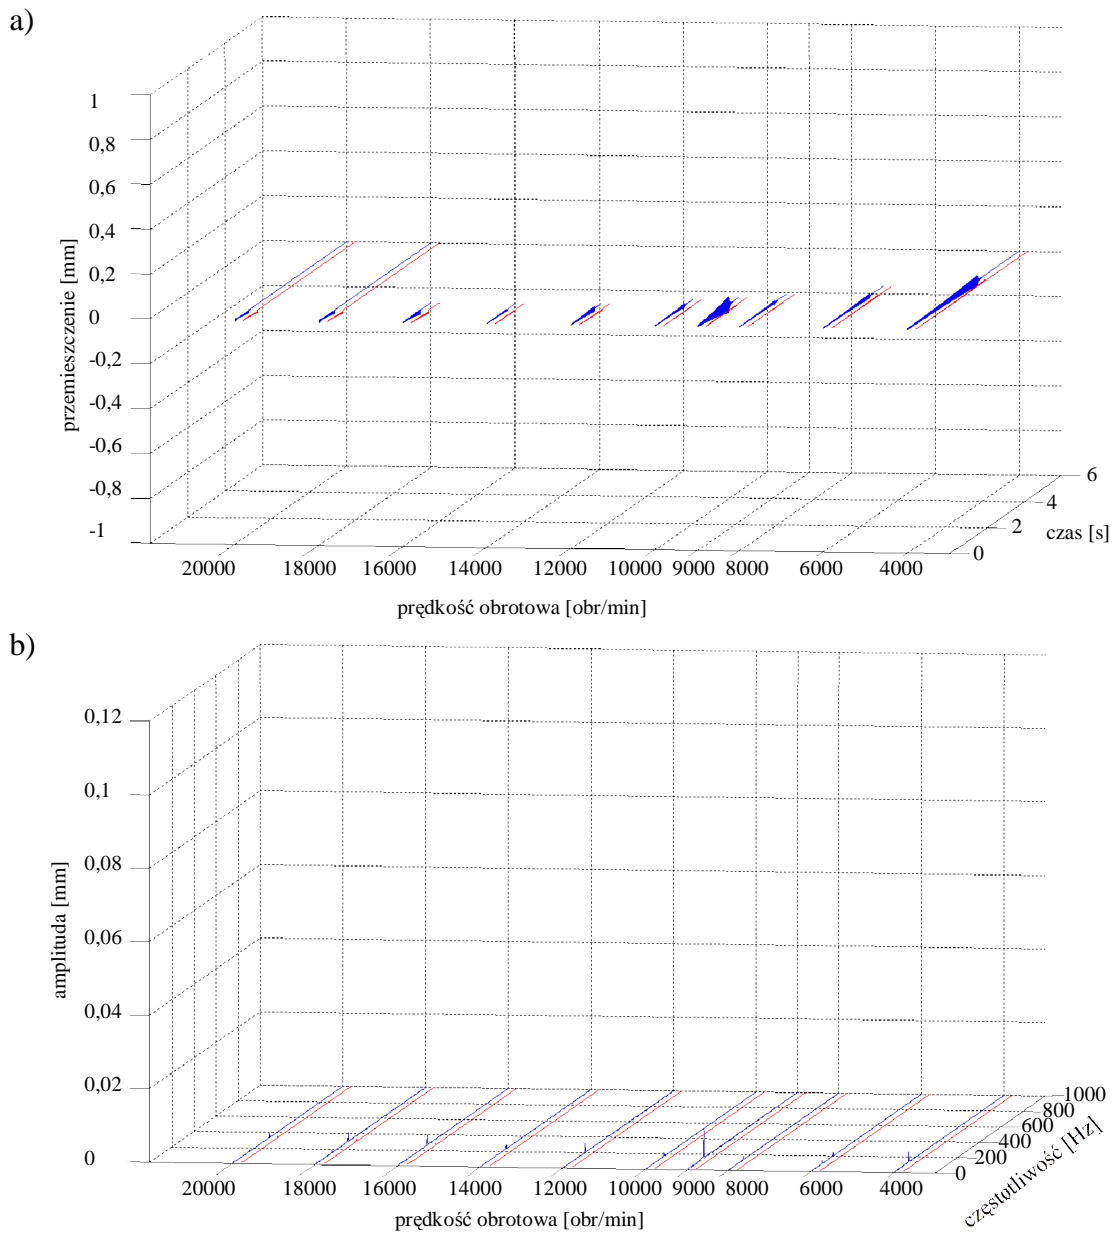 a)
1
0,8
0,6
0,4
0,2
0
-0,2
-0,4
-0,6
-0,8
-1
przemieszczenie [mm]
6
4
2
0
czas [s]
20000 18000 16000 14000 12000 10000 9000 8000 6000 4000
prędkość obrotowa [obr/min]
b)
0,12
0,1
0,08
0,06
0,04
0,02
0
amplituda [mm]
1000
800
600
400
200
0
częstotliwość [Hz]
20000 18000 16000 14000 12000 10000 9000 8000 6000 4000
prędkość obrotowa [obr/min]